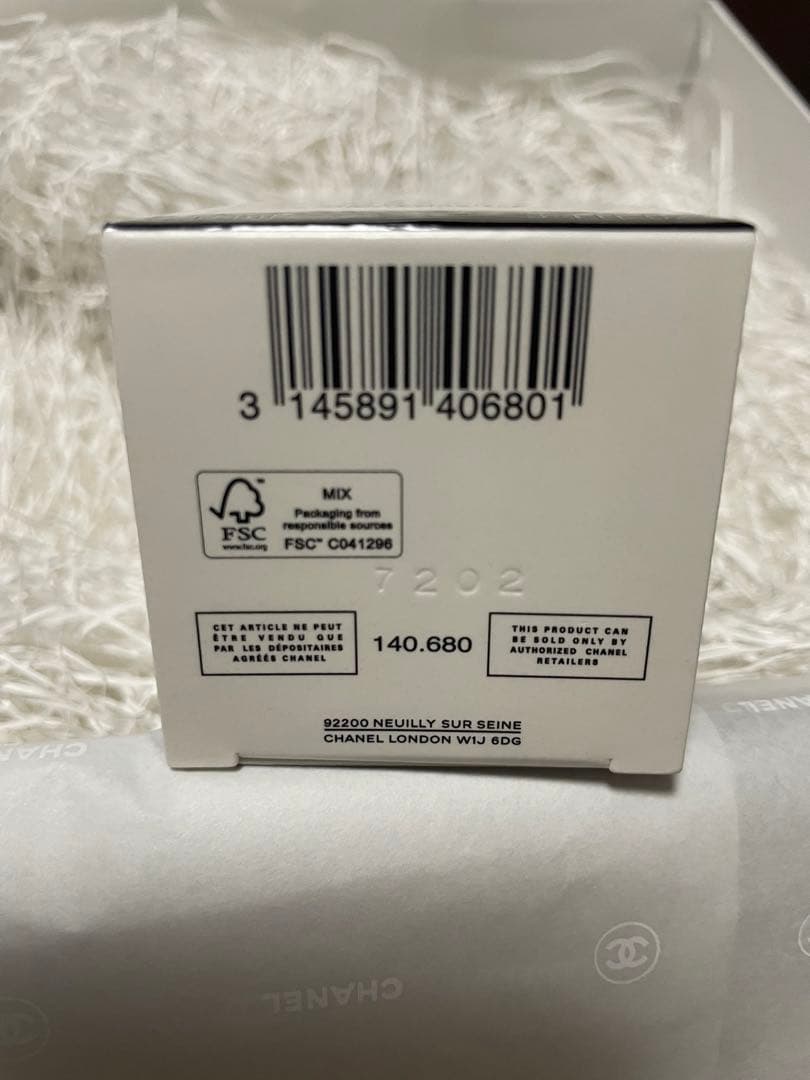 3 145891 406801
MIX
Packaging from
responsible sources
FSC™ C041296
FSC
www.fsc.org
7202
CET ARTICLE NE PEUT
ÊTRE VENDU QUE
PAR LES DÉPOSITAIRES
AGRÉÉS CHANEL
140.680
THIS PRODUCT CAN
BE SOLD ONLY BY
AUTHORIZED CHANEL
RETAILERS
92200 NEUILLY SUR SEINE
CHANEL LONDON W1J 6DG
CHANEL
CHANEL
CHANEL